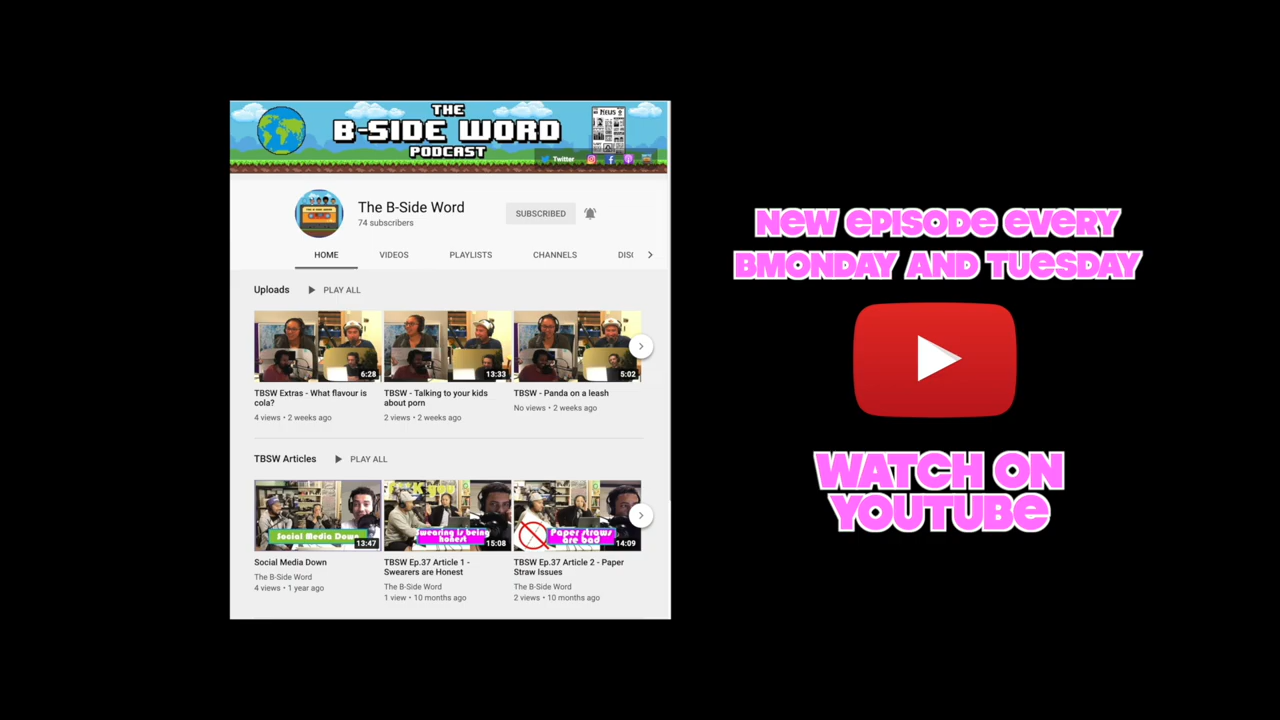 THE
B-SIDE WORD
PODCAST
NEWS
Twitter
The B-Side Word
74 subscribers
SUBSCRIBED
HOME VIDEOS PLAYLISTS CHANNELS DISC
Uploads PLAY ALL
6:28 13:33 5:02
TBSW Extras - What flavour is cola?
4 views • 2 weeks ago
TBSW - Talking to your kids about porn
2 views • 2 weeks ago
TBSW - Panda on a leash
No views • 2 weeks ago
TBSW Articles PLAY ALL
Social Media Down
13:47
Swearing is being
honest
15:08
Paper straws
are bad
14:09
Social Media Down
The B-Side Word
4 views • 1 year ago
TBSW Ep.37 Article 1 -
Swearers are Honest
The B-Side Word
1 view • 10 months ago
TBSW Ep.37 Article 2 - Paper
Straw Issues
The B-Side Word
2 views • 10 months ago
NEW EPISODE EVERY
BMONDAY AND TUESDAY
WATCH ON
YOUTUBE